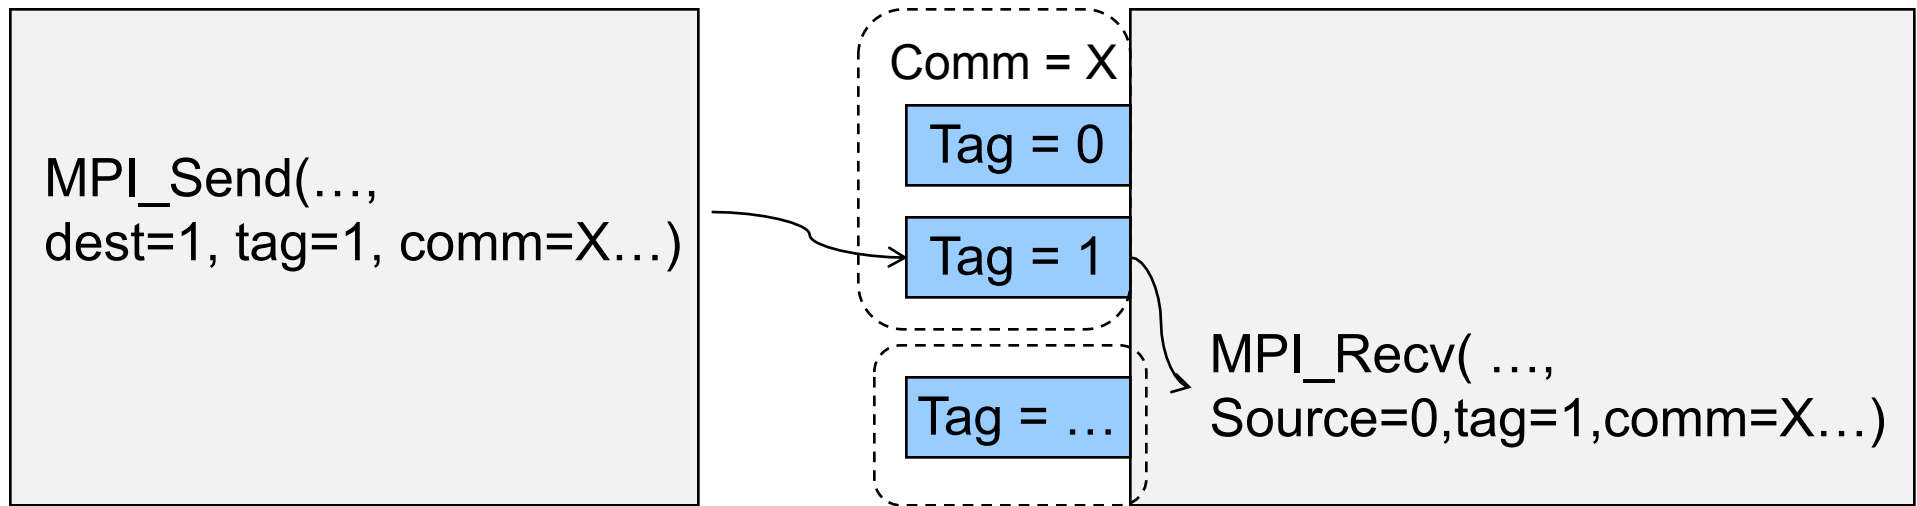 MPI_Send(…,
dest=1, tag=1, comm=X…)
Comm = X
Tag = 0
Tag = 1
Tag = …
MPI_Recv( …,
Source=0,tag=1,comm=X…)